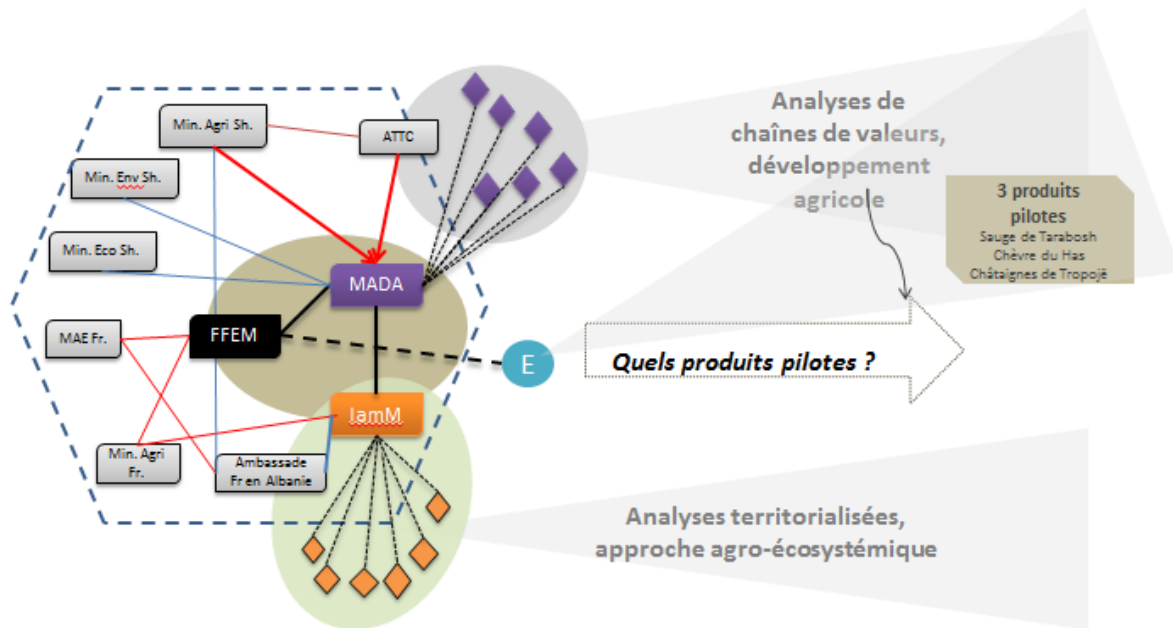 Min. Agri Sh.
ATTC
Min. Env Sh.
Min. Eco Sh.
MADA
FFEM
MAE Fr.
E
IamM
Min. Agri
Fr.
Ambassade
Fr en Albanie
Analyses de
chaînes de valeurs,
développement
agricole
3 produits
pilotes
Sauge de Tarabosh
Chèvre du Has
Châtaignes de Tropojë
Quels produits pilotes ?
Analyses territorialisées,
approche agro-écosystémique